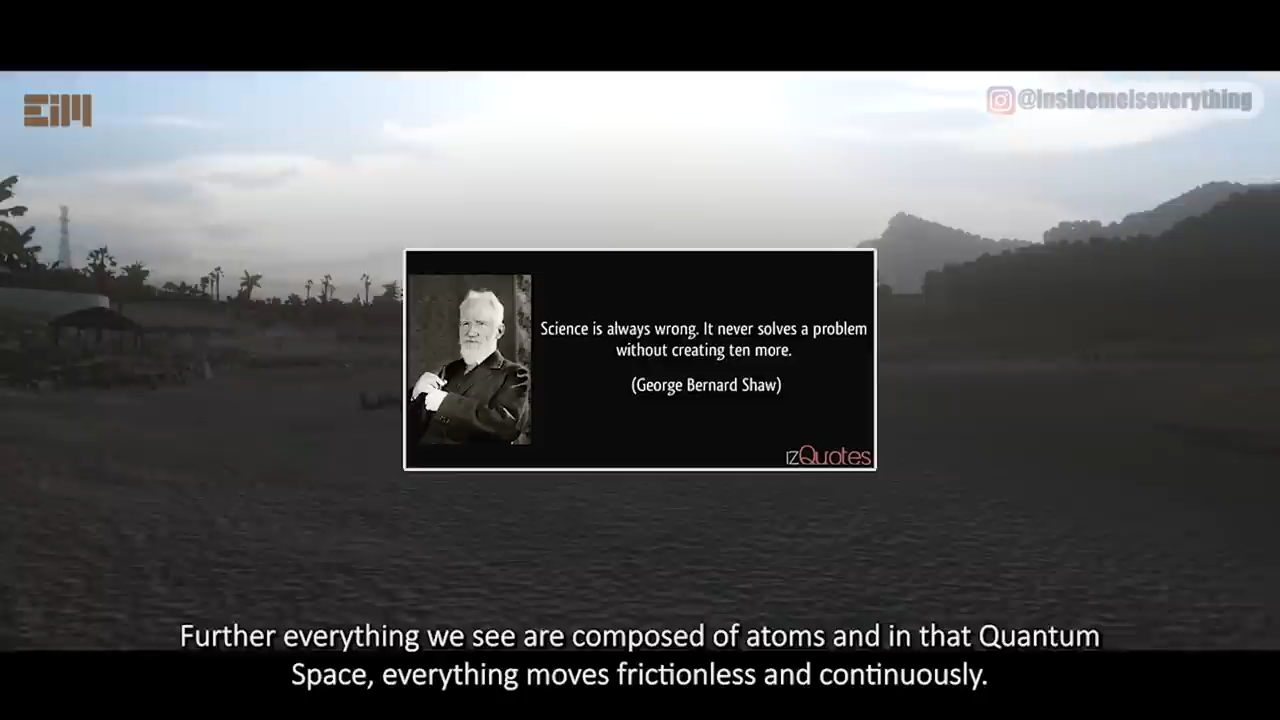 EiM
@insidemeiseverything
Science is always wrong. It never solves a problem
without creating ten more.
(George Bernard Shaw)
izQuotes
Further everything we see are composed of atoms and in that Quantum
Space, everything moves frictionless and continuously.